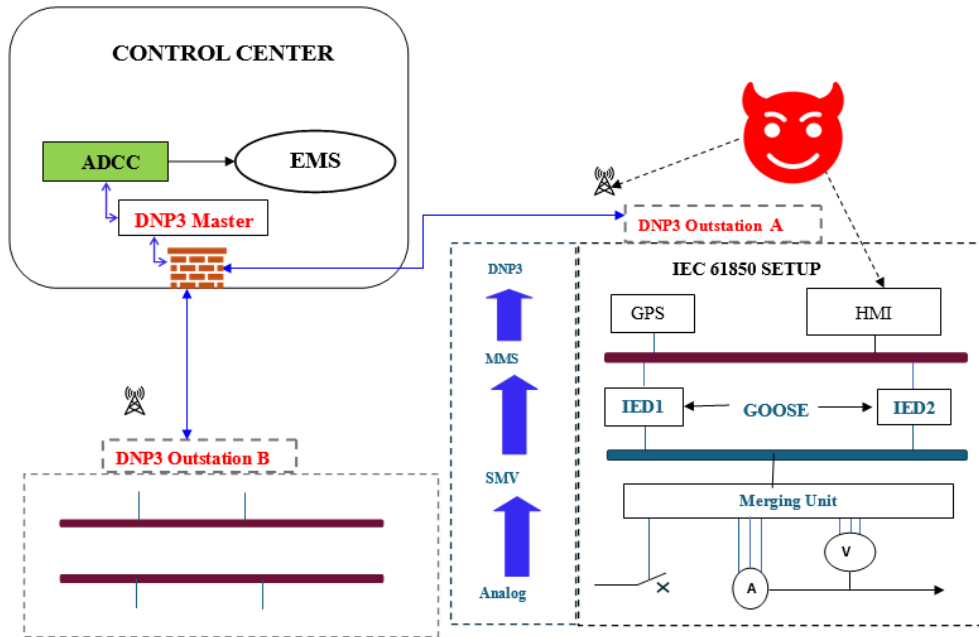 CONTROL CENTER
ADCC
EMS
DNP3 Master
DNP3 Outstation A
DNP3
MMS
SMV
Analog
IEC 61850 SETUP
GPS
HMI
IED1
GOOSE
IED2
Merging Unit
V
A
DNP3 Outstation B